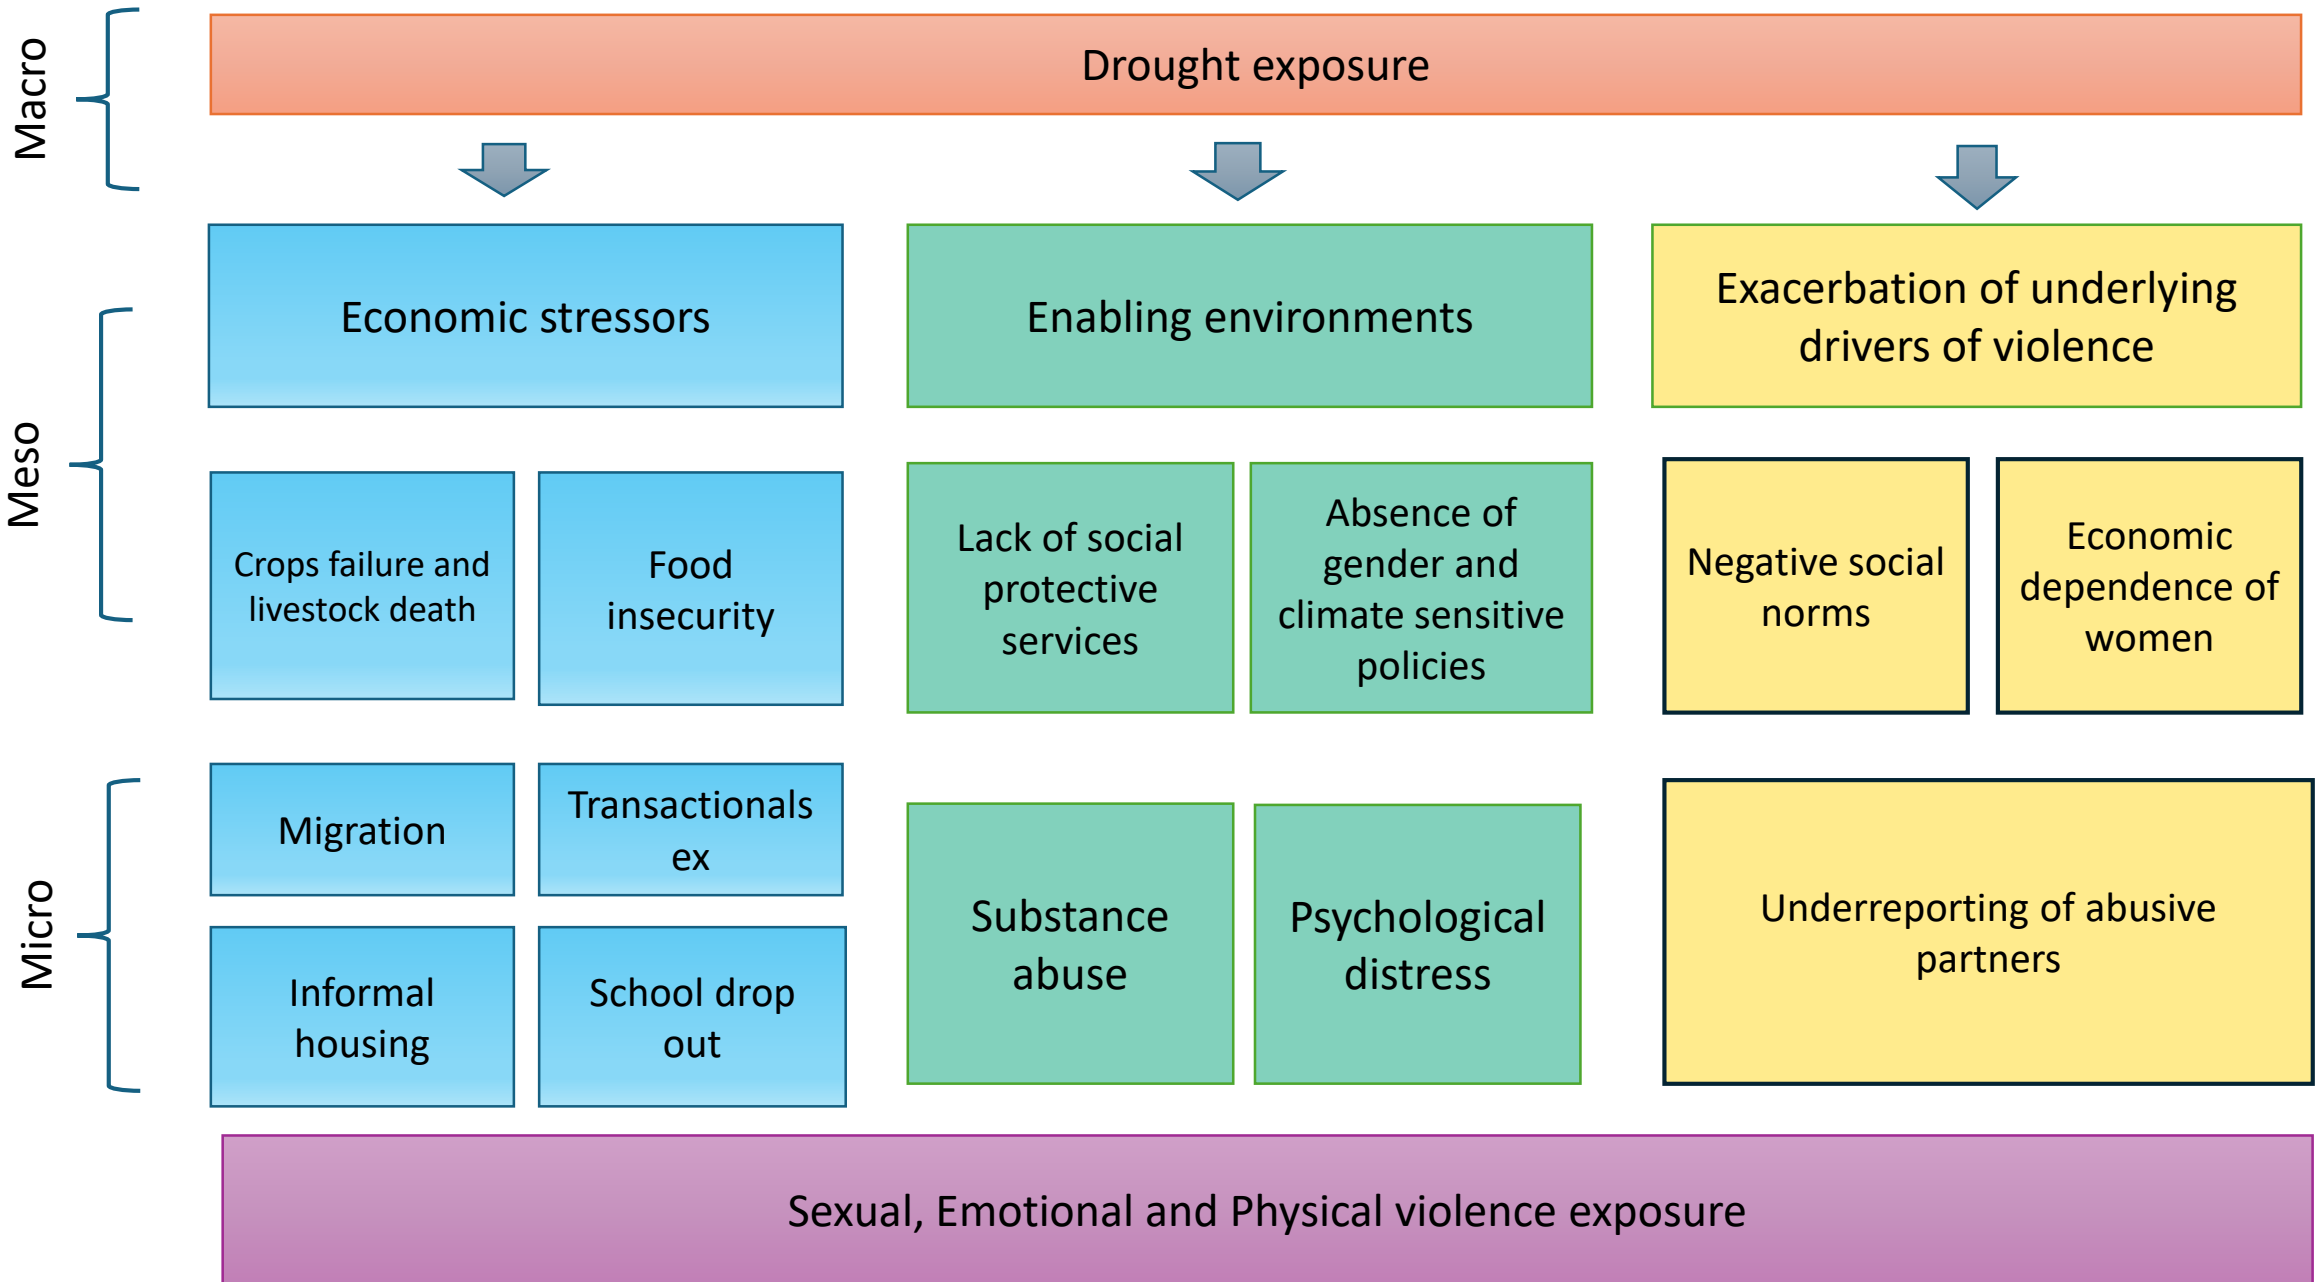 Macro
Drought exposure
Meso
Economic stressors
Enabling environments
Exacerbation of underlying
drivers of violence
Crops failure and
livestock death
Food
insecurity
Lack of social
protective
services
Absence of
gender and
climate sensitive
policies
Negative social
norms
Economic
dependence of
women
Micro
Migration
Transactionals
ex
Informal
housing
School drop
out
Substance
abuse
Psychological
distress
Underreporting of abusive
partners
Sexual, Emotional and Physical violence exposure